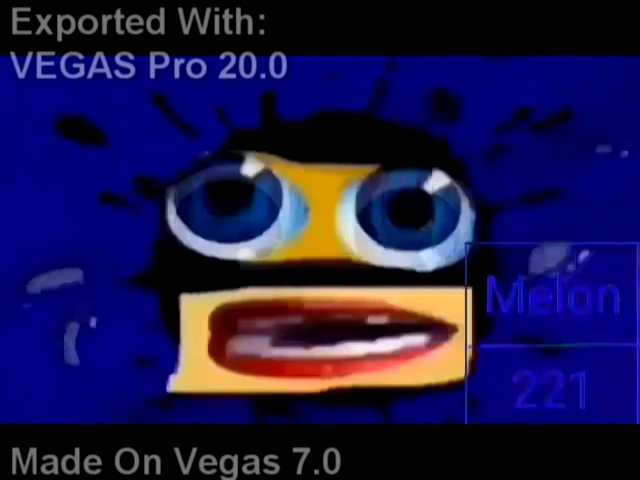 Exported With:
VEGAS Pro 20.0
Melon
221
Made On Vegas 7.0